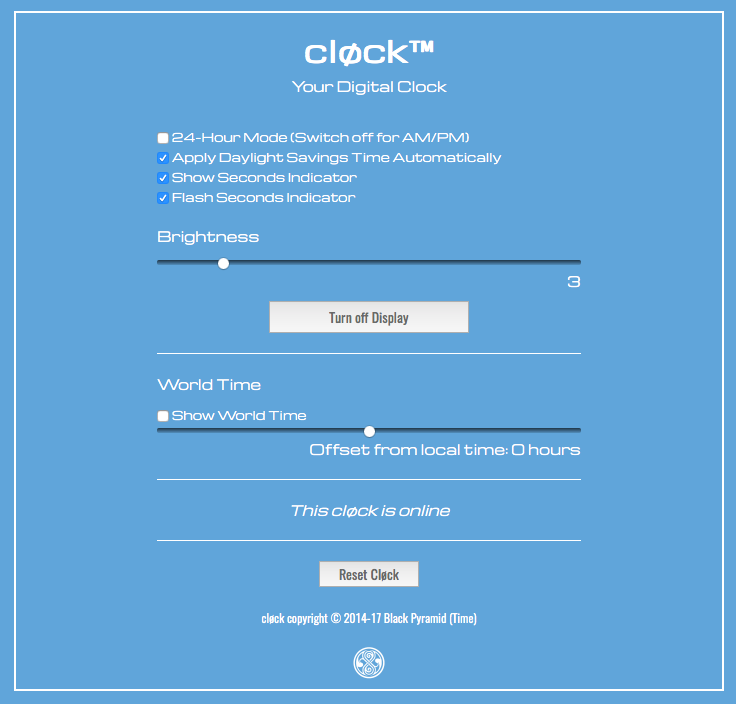 cløck™
Your Digital Clock
24-Hour Mode (Switch off for AM/PM)
Apply Daylight Savings Time Automatically
Show Seconds Indicator
Flash Seconds Indicator
Brightness
3
Turn off Display
World Time
Show World Time
Offset from local time: 0 hours
This cløck is online
Reset Cløck
cløck copyright © 2014-17 Black Pyramid (Time)